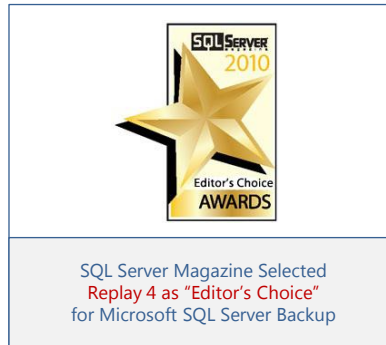 SQL SERVER
MAGAZINE
2010
Editor's Choice
AWARDS
SQL Server Magazine Selected
Replay 4 as “Editor’s Choice”
for Microsoft SQL Server Backup